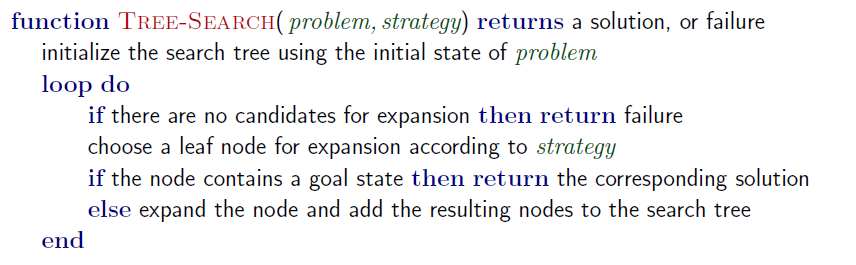 function TREE-SEARCH( problem, strategy) returns a solution, or failure
initialize the search tree using the initial state of problem
loop do
if there are no candidates for expansion then return failure
choose a leaf node for expansion according to strategy
if the node contains a goal state then return the corresponding solution
else expand the node and add the resulting nodes to the search tree
end